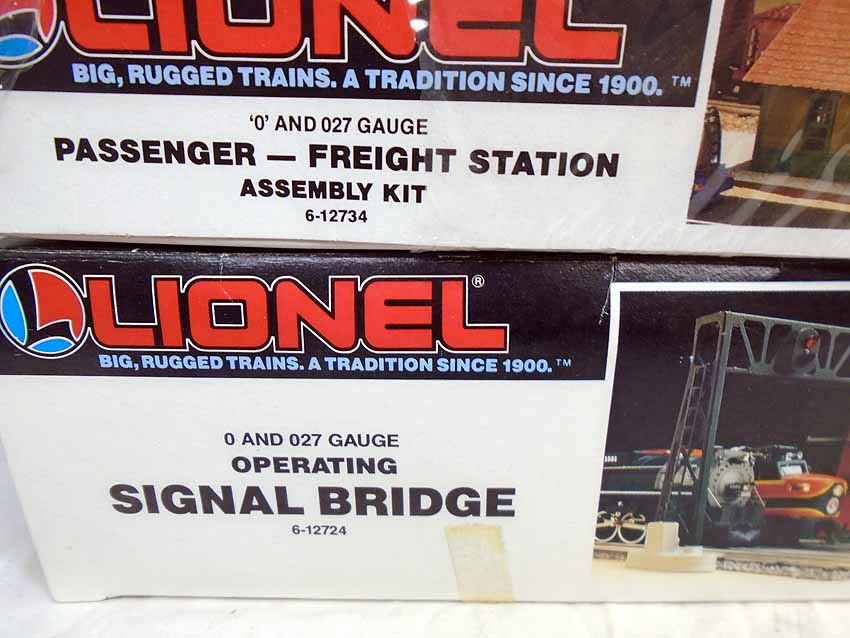 LIONEL
BIG, RUGGED TRAINS. A TRADITION SINCE 1900.™
'0' AND 027 GAUGE
PASSENGER — FREIGHT STATION
ASSEMBLY KIT
6-12734
LIONEL®
BIG, RUGGED TRAINS. A TRADITION SINCE 1900.™
0 AND 027 GAUGE
OPERATING
SIGNAL BRIDGE
6-12724